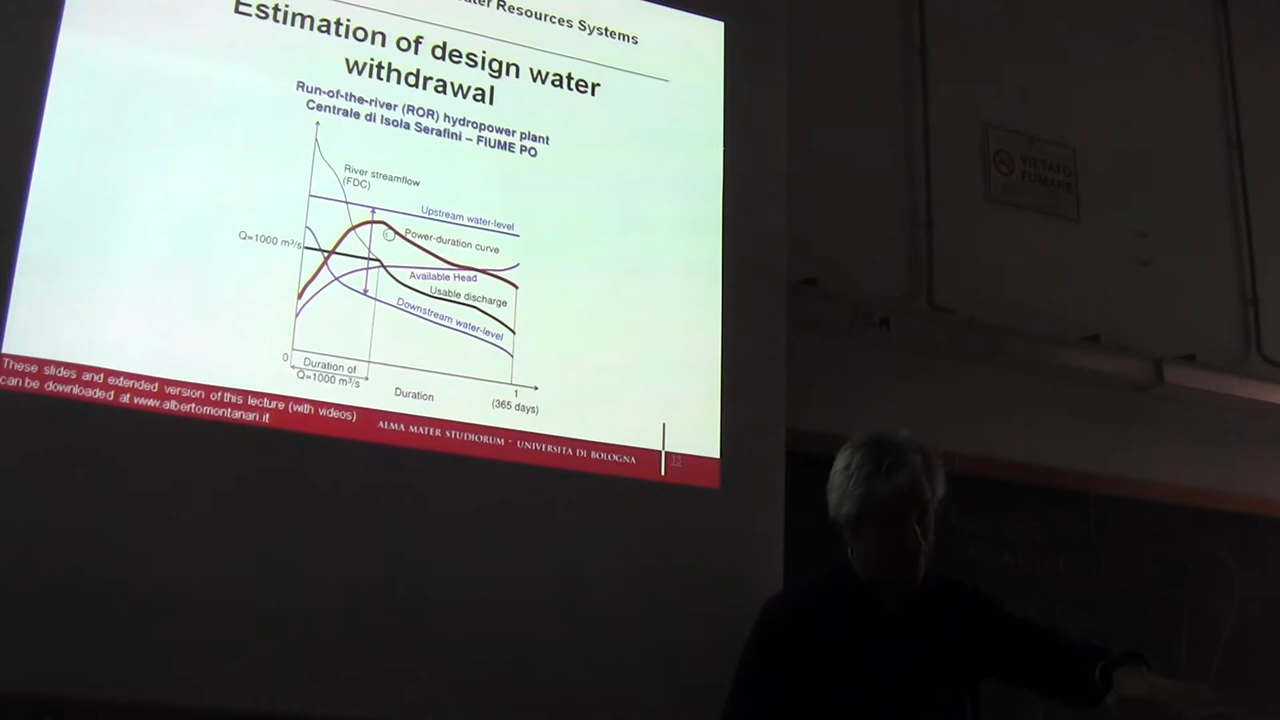 ter Resources Systems
Estimation of design water
withdrawal
Run-of-the-river (ROR) hydropower plant
Centrale di Isola Serafini – FIUME PO
River streamflow
(FDC)
Upstream water-level
Q=1000 m³/s
Power-duration curve
Available Head
Usable discharge
Downstream water-level
0
Duration of
Q=1000 m³/s
Duration
1
(365 days)
These slides and extended version of this lecture (with videos)
can be downloaded at www.albertomontanari.it
ALMA MATER STUDIORUM - UNIVERSITA DI BOLOGNA
13
VIETATO
FUMARE